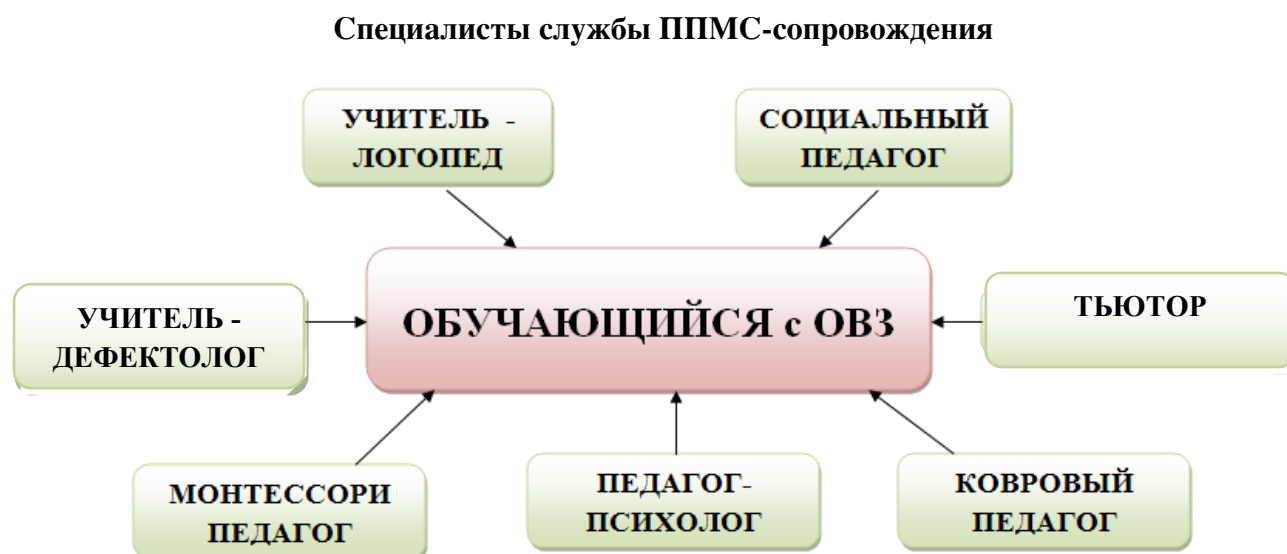 Специалисты службы ППМС-сопровождения
УЧИТЕЛЬ -
ЛОГОПЕД
СОЦИАЛЬНЫЙ
ПЕДАГОГ
УЧИТЕЛЬ -
ДЕФЕКТОЛОГ
ОБУЧАЮЩИЙСЯ с ОВЗ
ТЬЮТОР
МОНТЕССОРИ
ПЕДАГОГ
ПЕДАГОГ-
ПСИХОЛОГ
КОВРОВЫЙ
ПЕДАГОГ